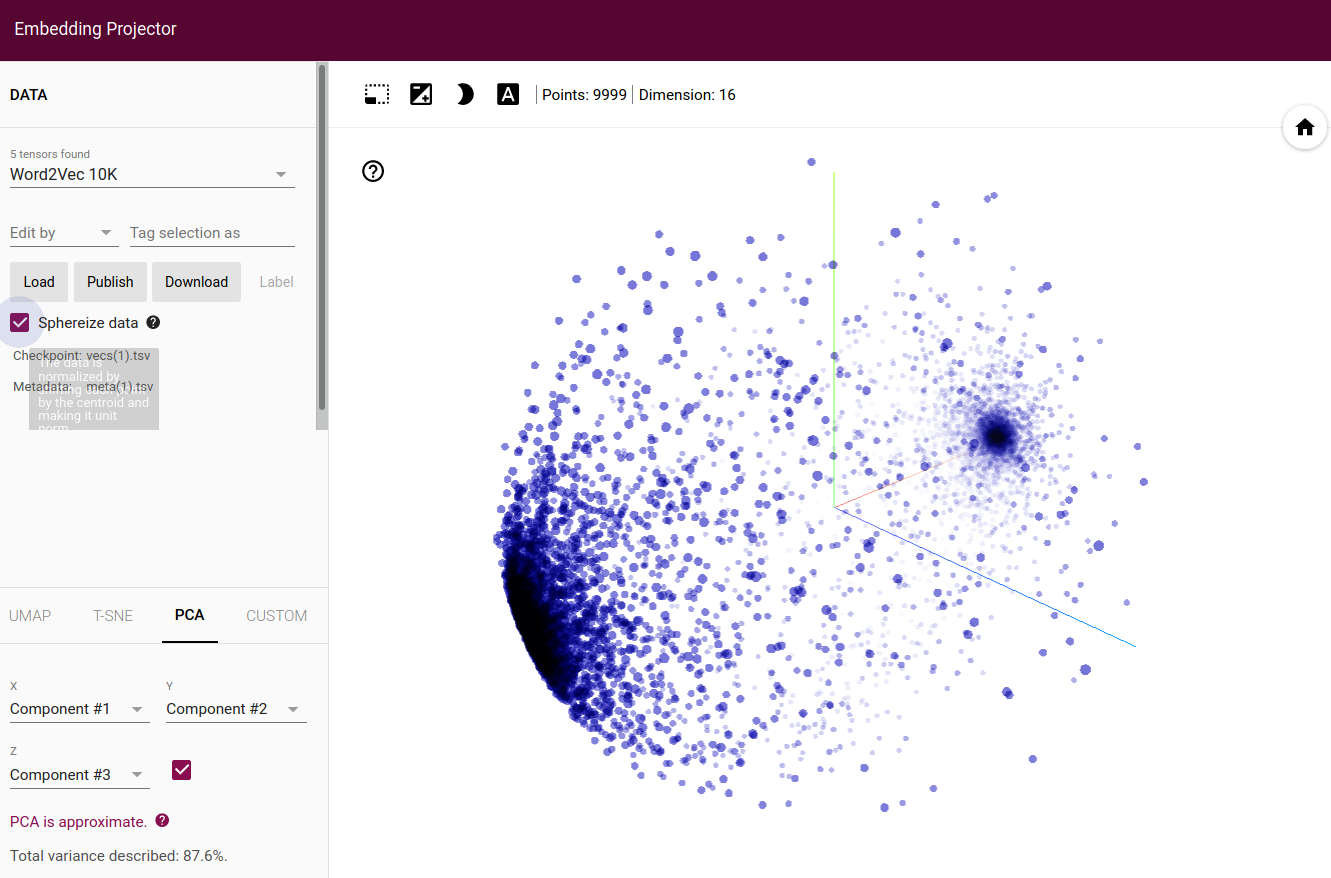 Embedding Projector
DATA
Points: 9999 | Dimension: 16
5 tensors found
Word2Vec 10K
Edit by
Tag selection as
Load
Publish
Download
Label
Sphereize data
Checkpoint: vecs(1).tsv
Metadata: meta(1).tsv
The data is
normalized by
shifting each point
by the centroid and
making it unit
norm
UMAP
T-SNE
PCA
CUSTOM
X
Y
Component #1
Component #2
Z
Component #3
PCA is approximate.
Total variance described: 87.6%.